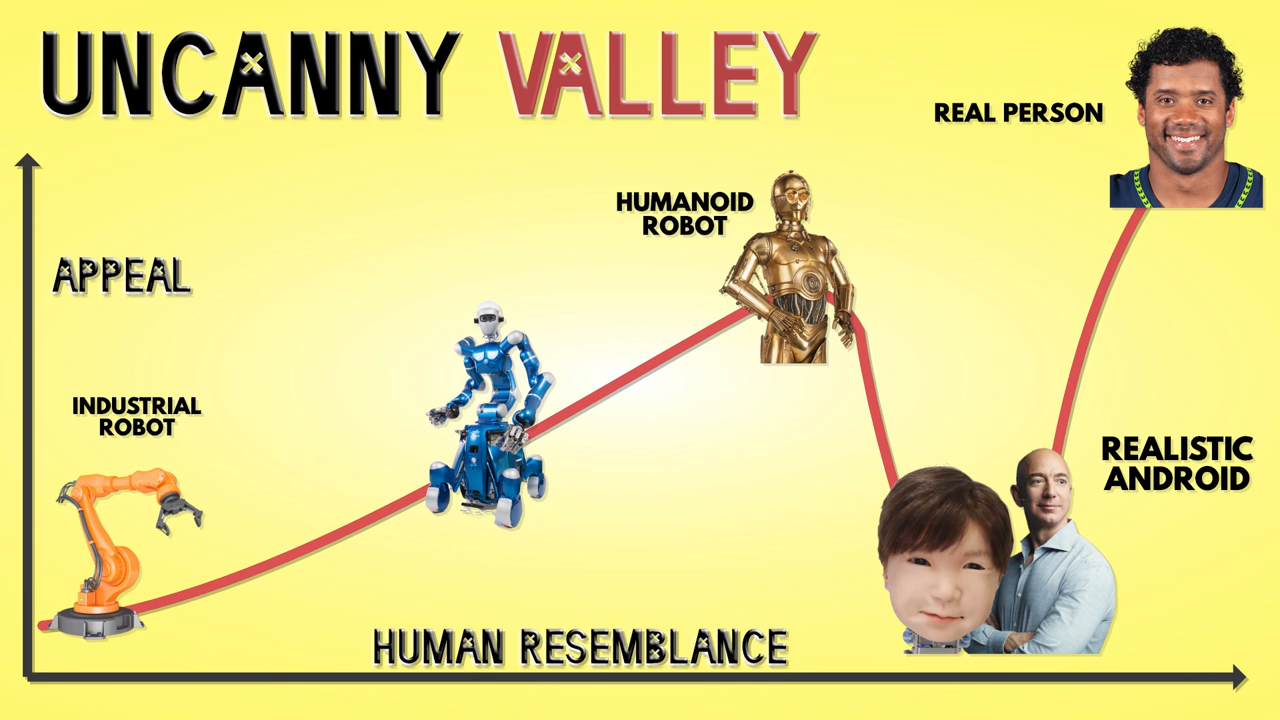 UNCANNY VALLEY
REAL PERSON
HUMANOID
ROBOT
APPEAL
INDUSTRIAL
ROBOT
REALISTIC
ANDROID
HUMAN RESEMBLANCE